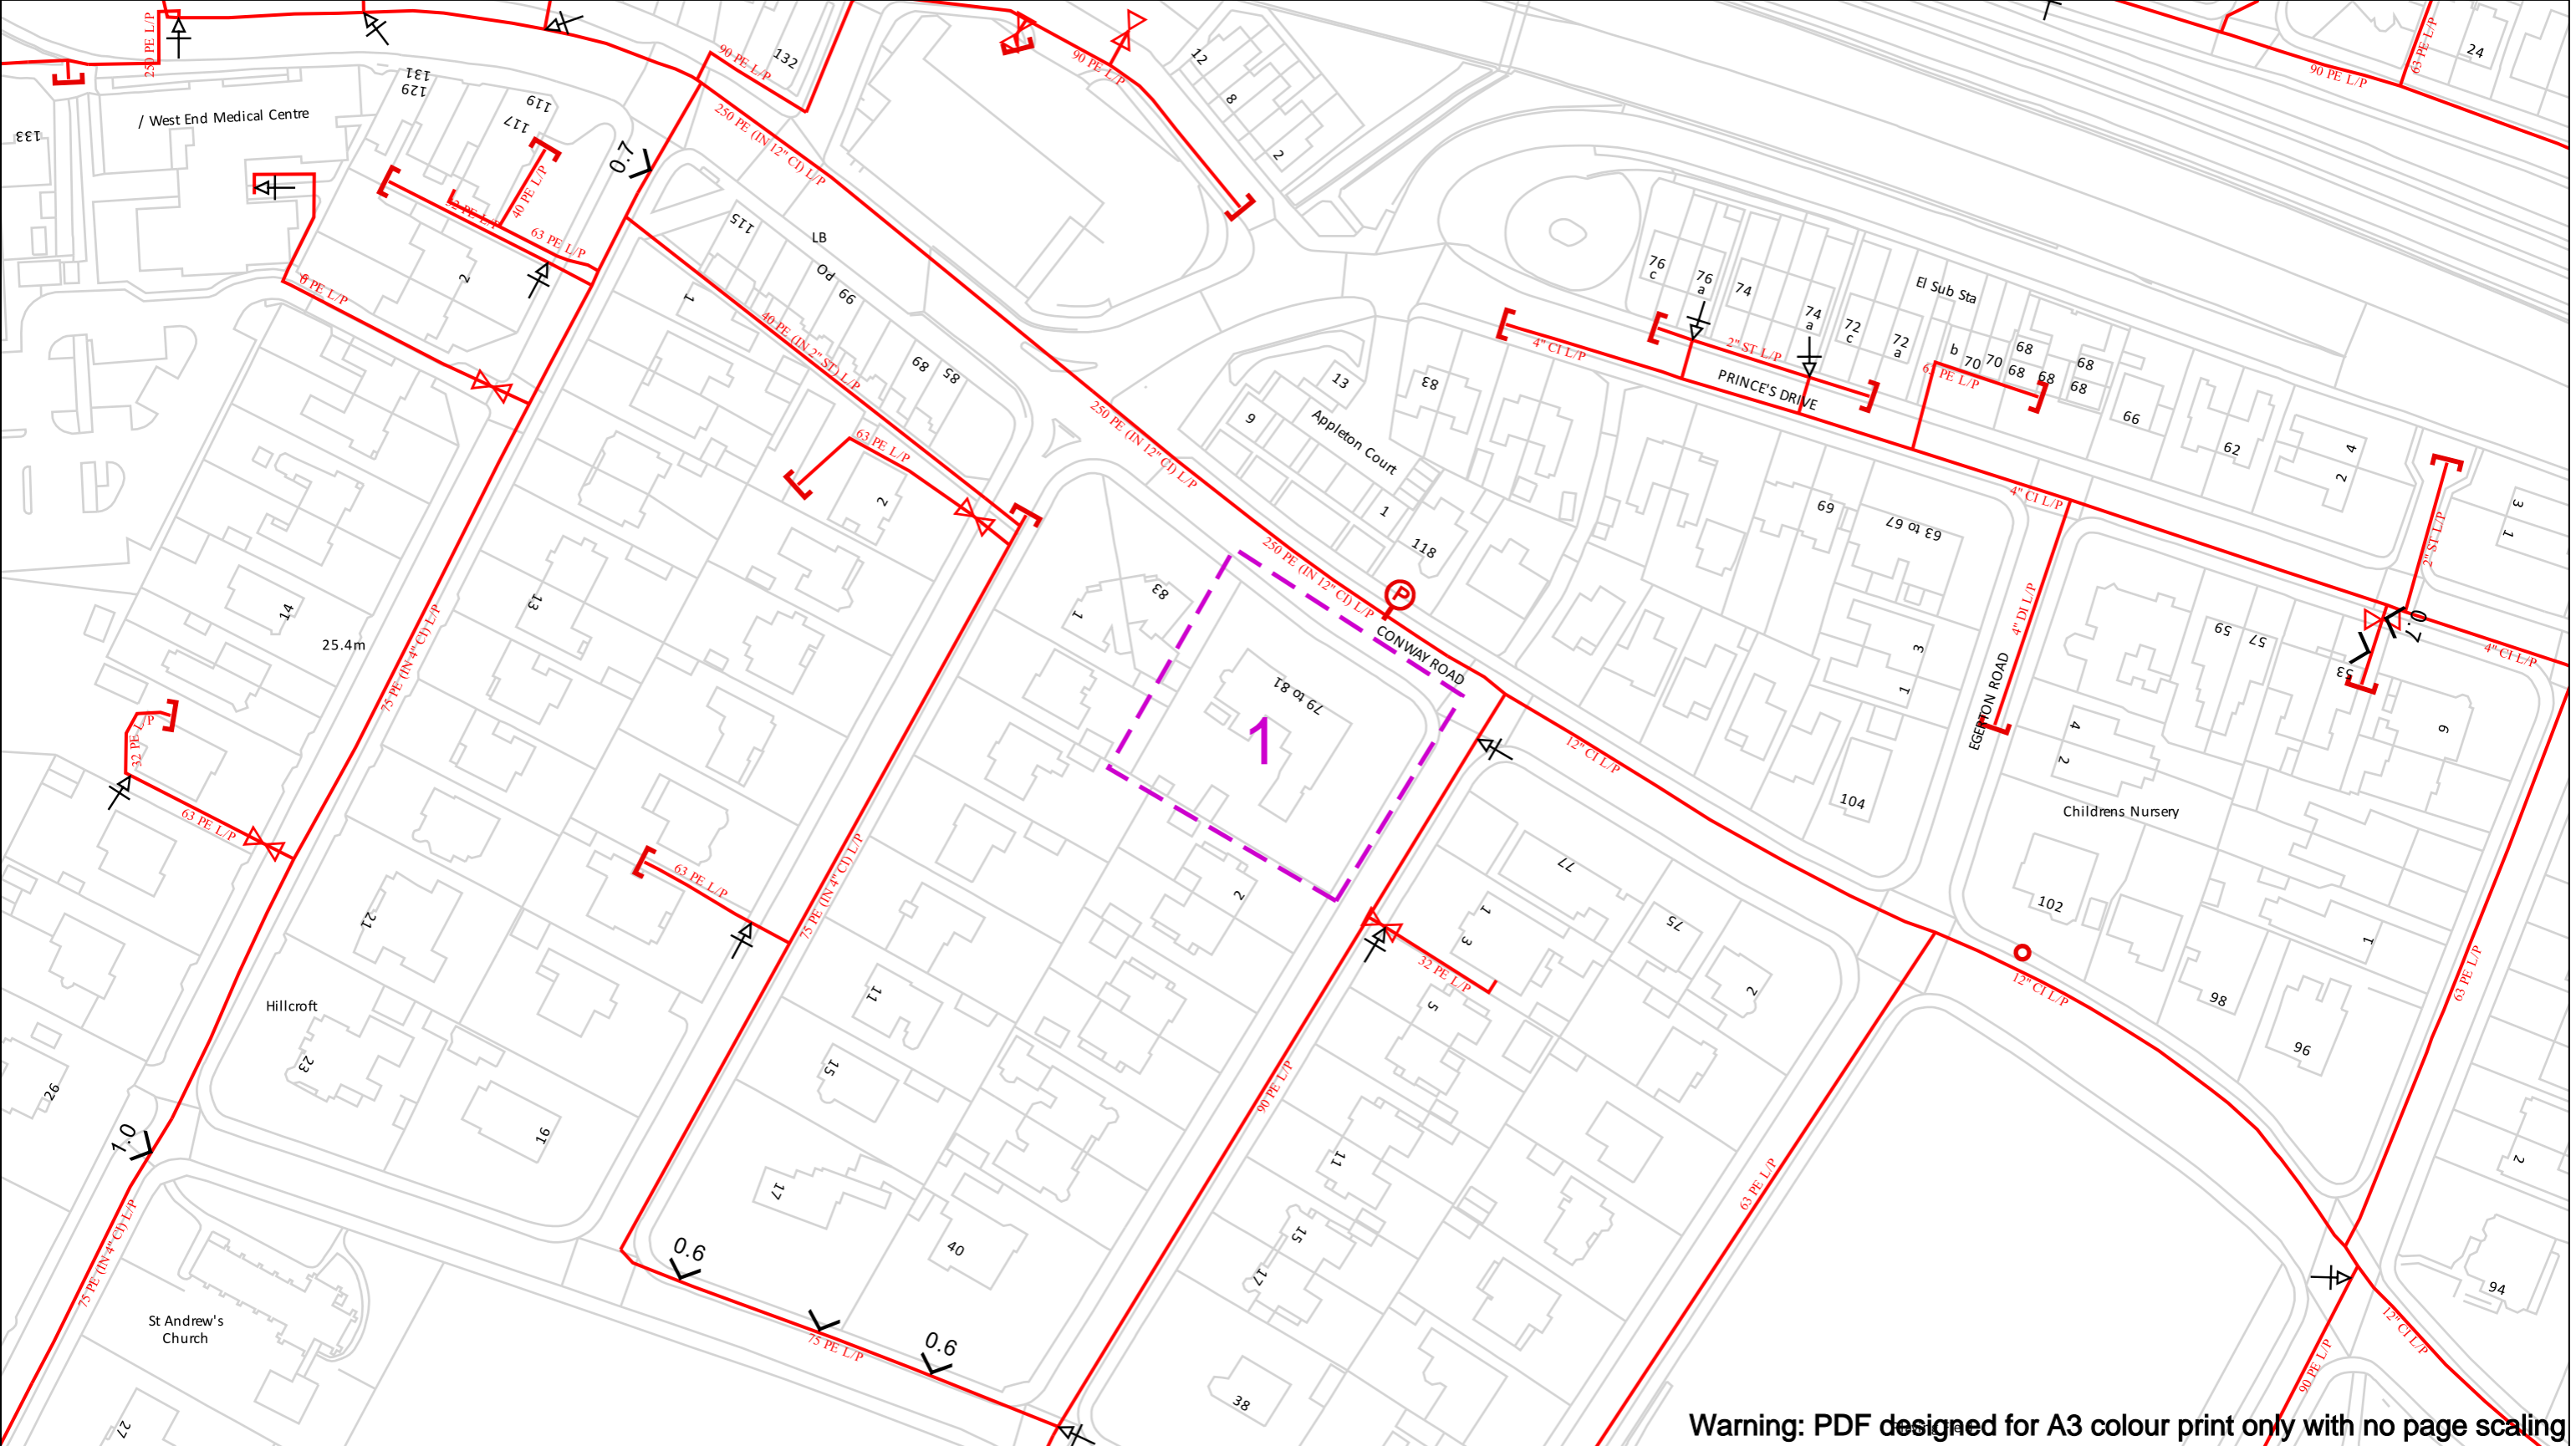 250 PE L/P
90 PE L/P
132
90 PE L/P
12
8
2
90 PE L/P
63 PE L/P
24
131
129
119
117
133
/ West End Medical Centre
0.7
250 PE (IN 12" CI) L/P
40 PE L/P
63 PE L/P
115
LB
PO
99
89
85
2
1
40 PE (IN 2" ST) L/P
76
c
76
a
74
74
a
72
c
72
a
El Sub Sta
b
70
70
68
68
68
68
68
66
62
4
2
3
1
4" CI L/P
2" ST L/P
PRINCE'S DRIVE
4" CI L/P
2" ST L/P
13
9
83
Appleton Court
1
118
250 PE (IN 12" CI) L/P
63 PE L/P
2
69
63 to 67
250 PE (IN 12" CI) L/P
P
CONWAY ROAD
83
1
79 to 81
1
14
25.4m
13
75 PE (IN 4" CI) L/P
4" DI L/P
EGERTON ROAD
3
1
4
2
59
57
53
0.7
4" CI L/P
9
32 PE L/P
63 PE L/P
12" CI L/P
104
Childrens Nursery
102
63 PE L/P
75 PE (IN 4" CI) L/P
2
77
1
3
5
75
2
32 PE L/P
12" CI L/P
98
96
1
63 PE L/P
21
Hillcroft
23
16
26
11
15
17
40
90 PE L/P
11
15
17
38
63 PE L/P
2
94
1.0
75 PE (IN 4" CI) L/P
St Andrew's
Church
27
0.6
0.6
75 PE L/P
90 PE L/P
12" CI L/P
Warning: PDF designed for A3 colour print only with no page scaling